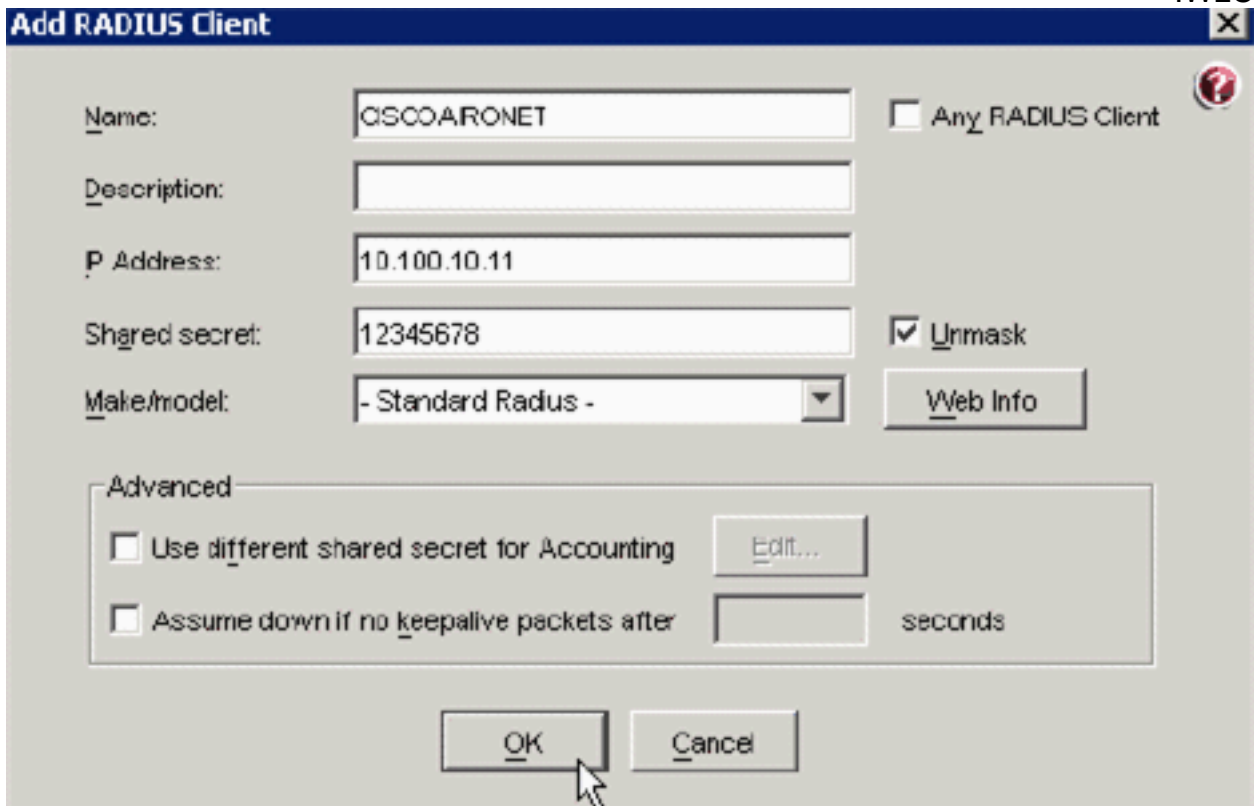 Add RADIUS Client
Name: CISCOAIRONET Any RADIUS Client
Description:
IP Address: 10.100.10.11
Shared secret: 12345678 Unmask
Make/model: - Standard Radius - Web Info
Advanced
Use different shared secret for Accounting Edit...
Assume down if no keepalive packets after seconds
OK Cancel